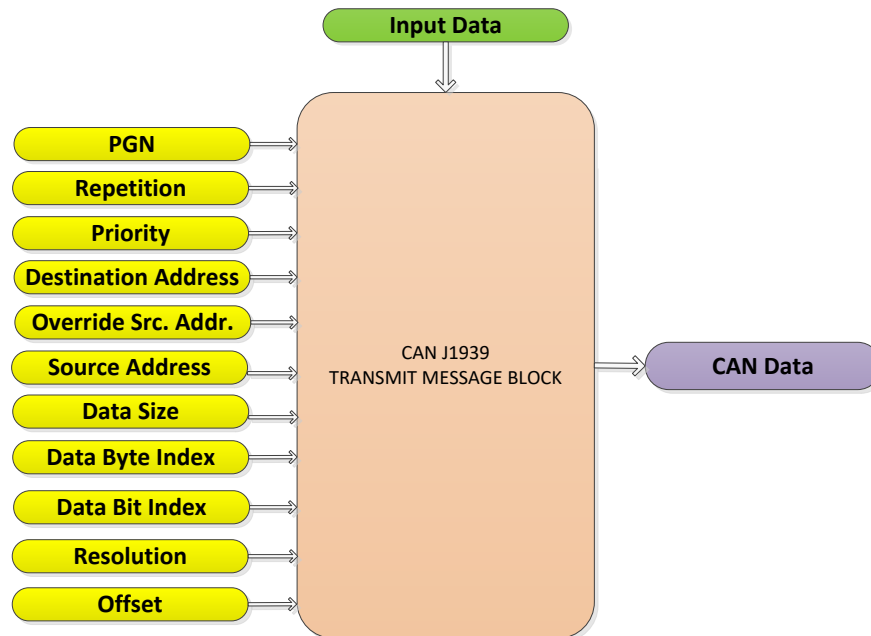 Input Data
PGN
Repetition
Priority
Destination Address
Override Src. Addr.
Source Address
Data Size
Data Byte Index
Data Bit Index
Resolution
Offset
CAN J1939
TRANSMIT MESSAGE BLOCK
CAN Data